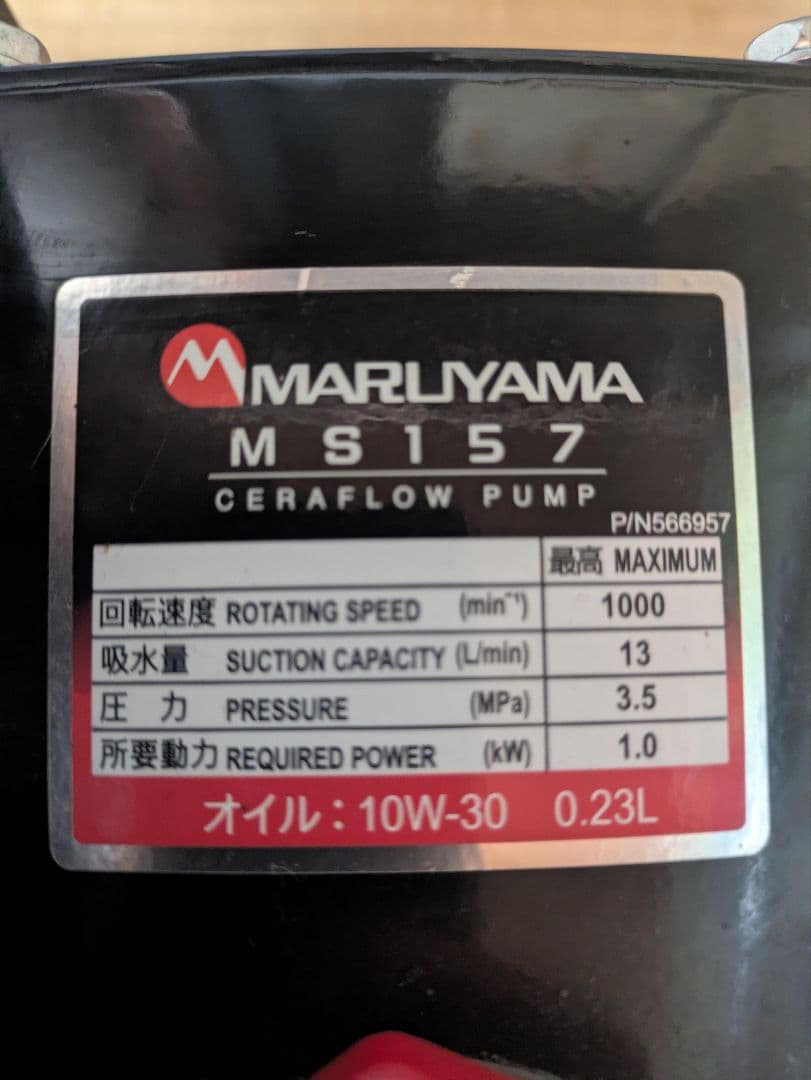 MARUYAMA
MS157
CERAFLOW PUMP
P/N566957
最高 MAXIMUM
回転速度 ROTATING SPEED (min⁻¹) 1000
吸水量 SUCTION CAPACITY (L/min) 13
圧 力 PRESSURE (MPa) 3.5
所要動力 REQUIRED POWER (kW) 1.0
オイル：10W-30 0.23L